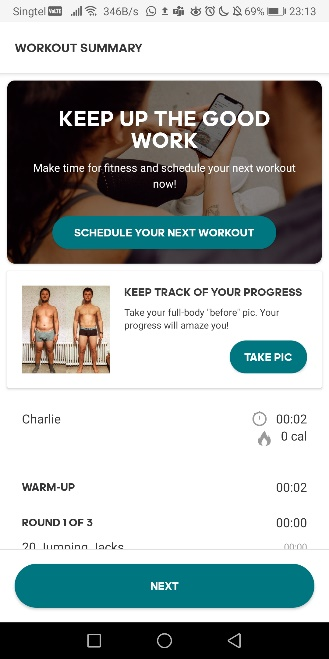 Singtel VoLTE 346B/s 69% 23:13
WORKOUT SUMMARY
KEEP UP THE GOOD
WORK
Make time for fitness and schedule your next workout
now!
SCHEDULE YOUR NEXT WORKOUT
KEEP TRACK OF YOUR PROGRESS
Take your full-body "before" pic. Your
progress will amaze you!
TAKE PIC
Charlie 00:02
0 cal
WARM-UP 00:02
ROUND 1 OF 3 00:00
20 Jumping Jacks 00:00
NEXT